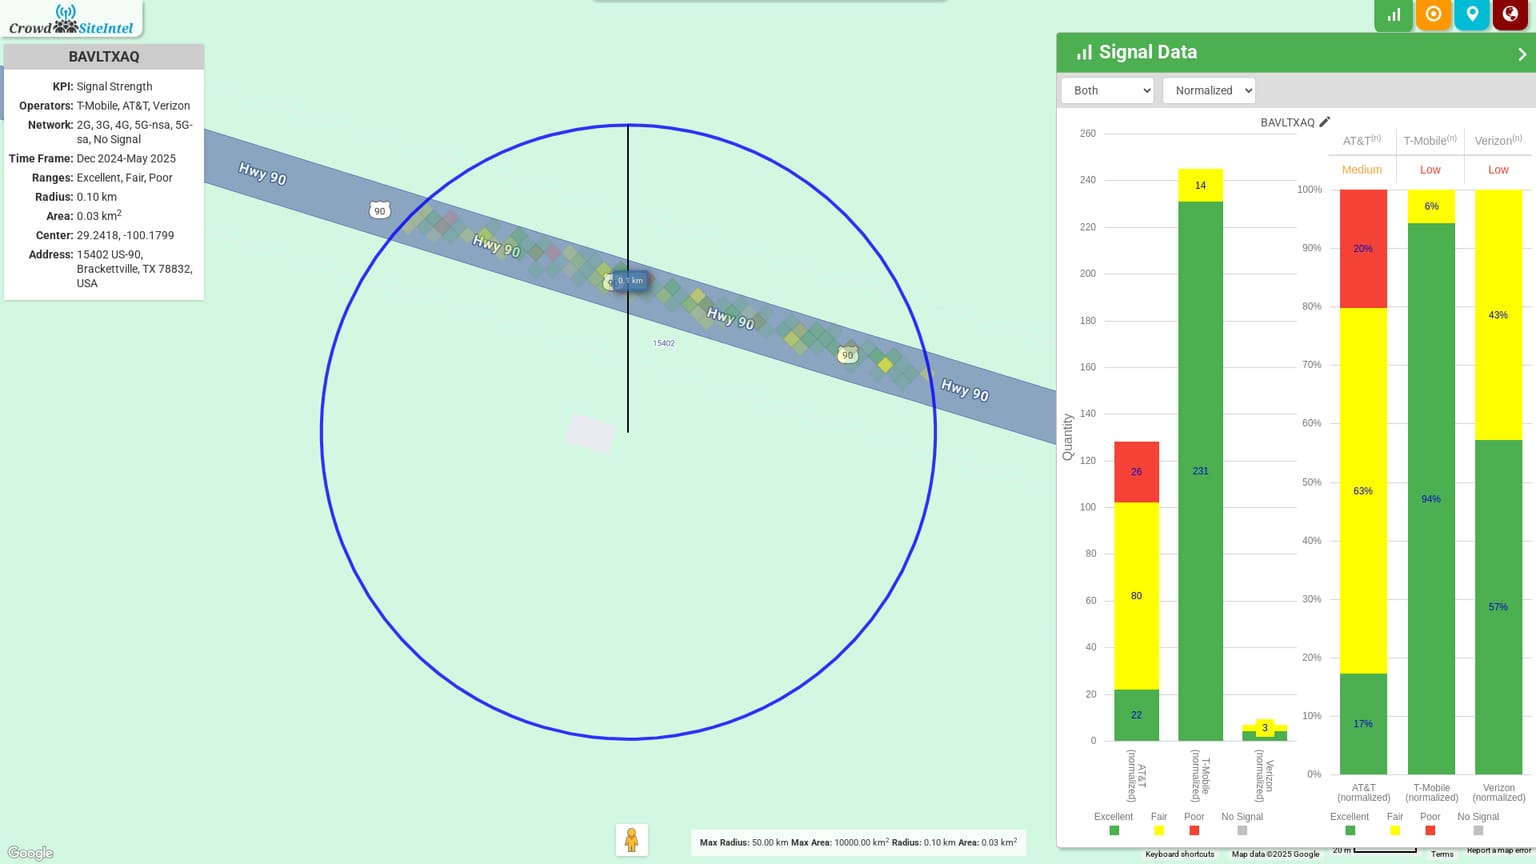 Crowd SiteIntel
BAVLTXAQ
KPI: Signal Strength
Operators: T-Mobile, AT&T, Verizon
Network: 2G, 3G, 4G, 5G-nsa, 5G-
sa, No Signal
Time Frame: Dec 2024-May 2025
Ranges: Excellent, Fair, Poor
Radius: 0.10 km
Area: 0.03 km2
Center: 29.2418, -100.1799
Address: 15402 US-90,
Brackettville, TX 78832,
USA
Hwy 90
90
Hwy 90
0.1 km
Hwy 90
15402
90
Hwy 90
Signal Data
Both
Normalized
BAVLTXAQ
Quantity
260
240
220
200
180
160
140
120
100
80
60
40
20
0
26
80
22
14
231
3
AT&T
(normalized)
T-Mobile
(normalized)
Verizon
(normalized)
Excellent Fair Poor No Signal
AT&T(n) T-Mobile(n) Verizon(n)
Medium Low Low
100%
90%
80%
70%
60%
50%
40%
30%
20%
10%
0%
20%
63%
17%
6%
94%
43%
57%
AT&T
(normalized)
T-Mobile
(normalized)
Verizon
(normalized)
Excellent Fair Poor No Signal
Max Radius: 50.00 km Max Area: 10000.00 km2 Radius: 0.10 km Area: 0.03 km2
Google
Keyboard shortcuts Map data ©2025 Google 20 m Terms Report a map error